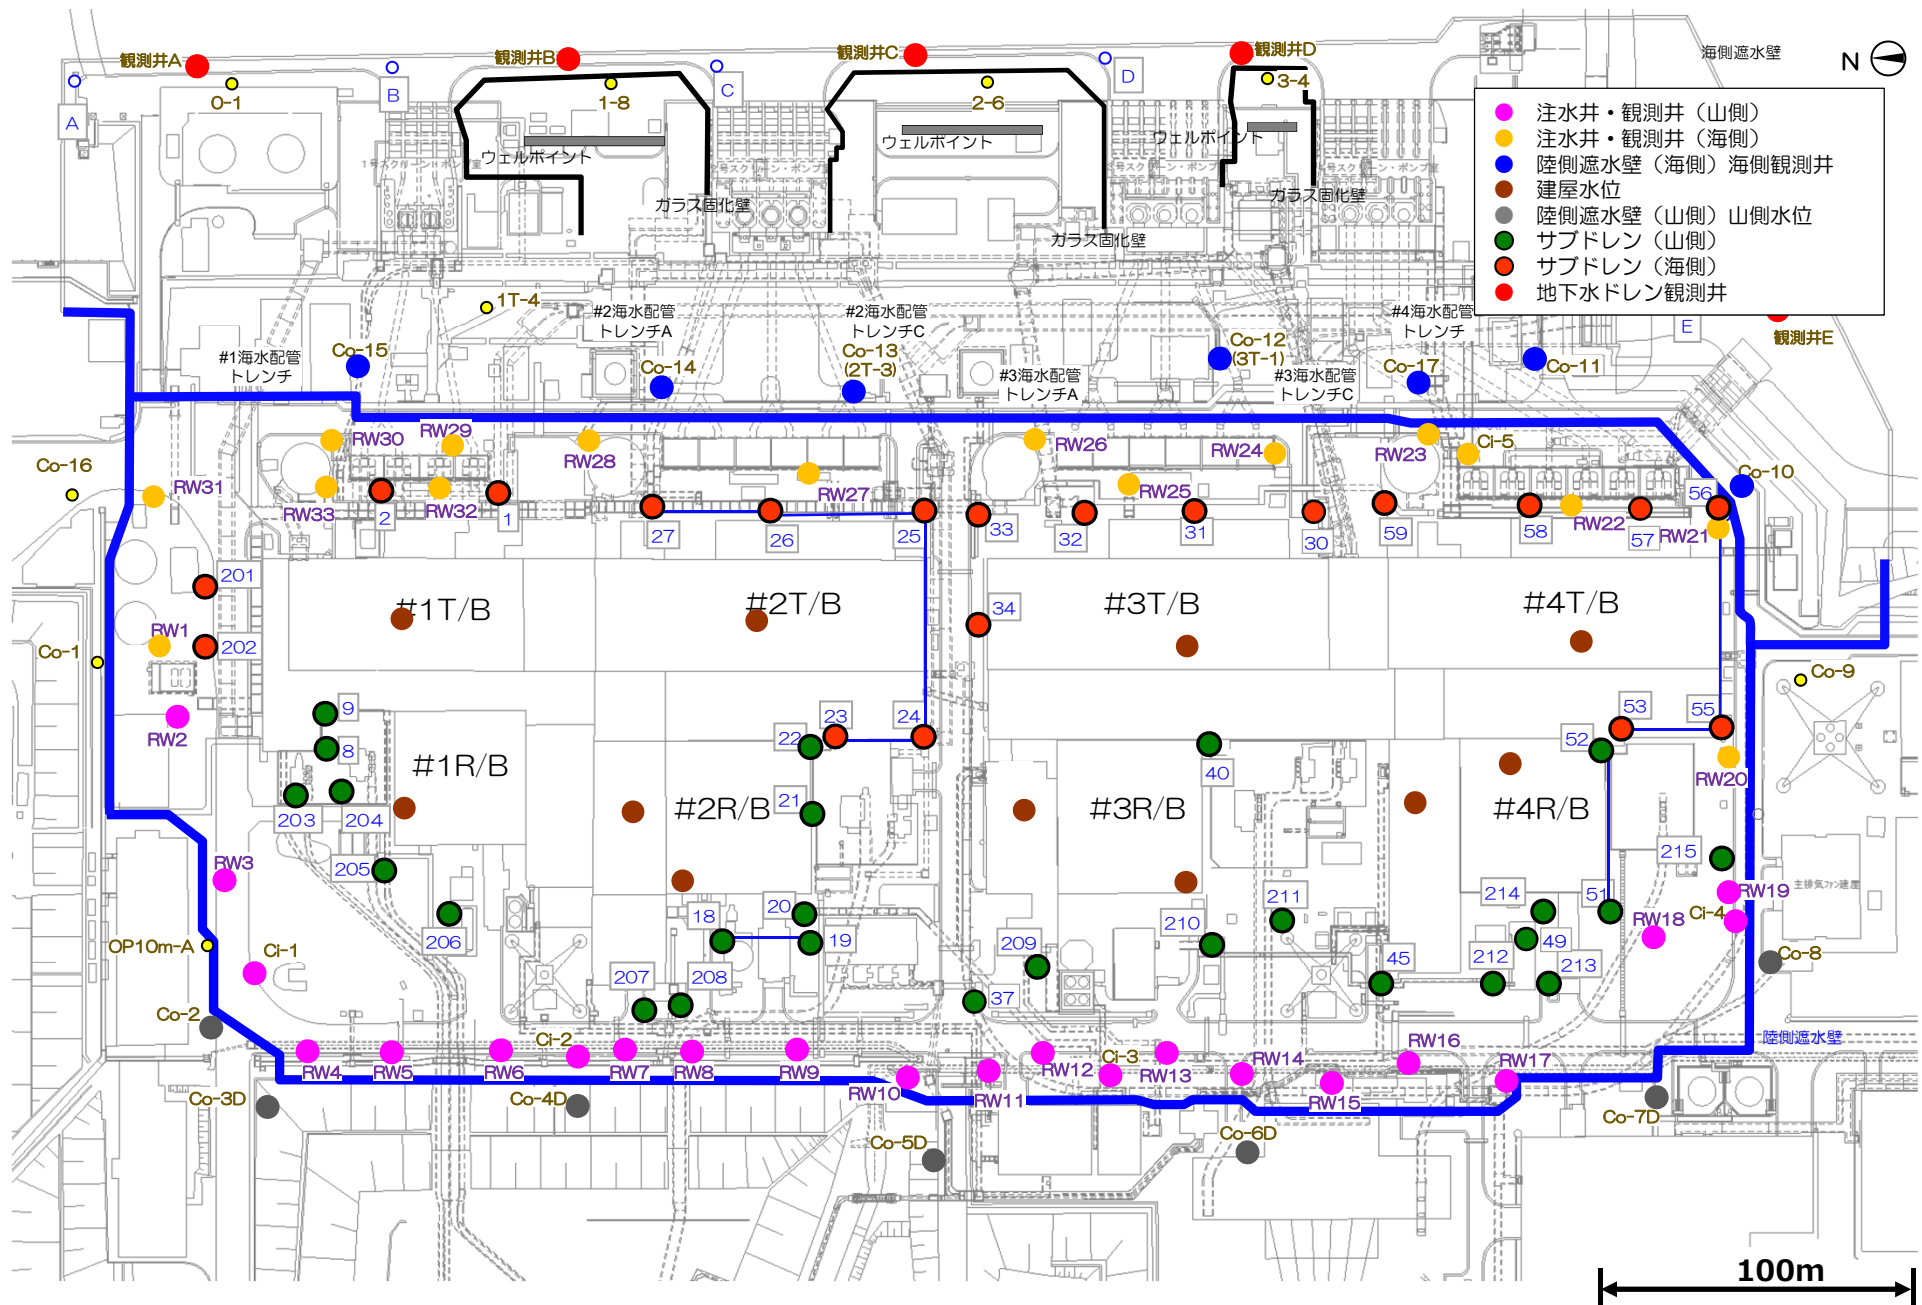 観測井A
観測井B
観測井C
観測井D
海側遮水壁
N
0-1
1-8
2-6
3-4
A
B
C
D
注水井・観測井（山側）
注水井・観測井（海側）
陸側遮水壁（海側）海側観測井
建屋水位
陸側遮水壁（山側）山側水位
サブドレン（山側）
サブドレン（海側）
地下水ドレン観測井
ウェルポイント
ウェルポイント
ウェルポイント
ガラス固化壁
ガラス固化壁
ガラス固化壁
1T-4
#2海水配管
トレンチA
#2海水配管
トレンチC
#4海水配管
トレンチ
E
観測井E
#1海水配管
トレンチ
Co-15
Co-14
Co-13
(2T-3)
#3海水配管
トレンチA
Co-12
(3T-1)
#3海水配管
トレンチC
Co-17
Co-11
RW30
RW29
RW28
RW26
RW24
RW23
Ci-5
Co-16
RW31
RW33
2
RW32
1
27
26
RW27
25
33
32
RW25
31
30
59
58
RW22
57
56
RW21
Co-10
201
202
RW1
Co-1
RW2
#1T/B
#2T/B
34
#3T/B
#4T/B
Co-9
9
8
203
204
#1R/B
22
23
24
21
#2R/B
40
#3R/B
52
53
55
RW20
#4R/B
RW3
205
206
215
主排気ファン建屋
18
20
19
210
211
214
51
RW18
RW19
Ci-4
OP10m-A
Ci-1
207
208
209
37
45
212
49
213
Co-8
Co-2
陸側遮水壁
RW4
RW5
RW6
Ci-2
RW7
RW8
RW9
RW10
RW11
RW12
Ci-3
RW13
RW14
RW15
RW16
RW17
Co-3D
Co-4D
Co-5D
Co-6D
Co-7D
100m